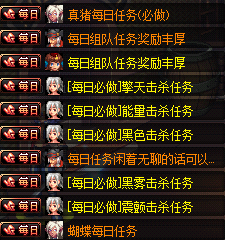 每日 真猪每日任务(必做)
每日 每日组队任务奖励丰厚
每日 每日组队任务奖励丰厚
每日 [每日必做]擎天击杀任务
每日 [每日必做]能量击杀任务
每日 [每日必做]黑色击杀任务
每日 每日任务闲着无聊的话可以...
每日 [每日必做]黑雾击杀任务
每日 [每日必做]震颤击杀任务
每日 蝴蝶每日任务